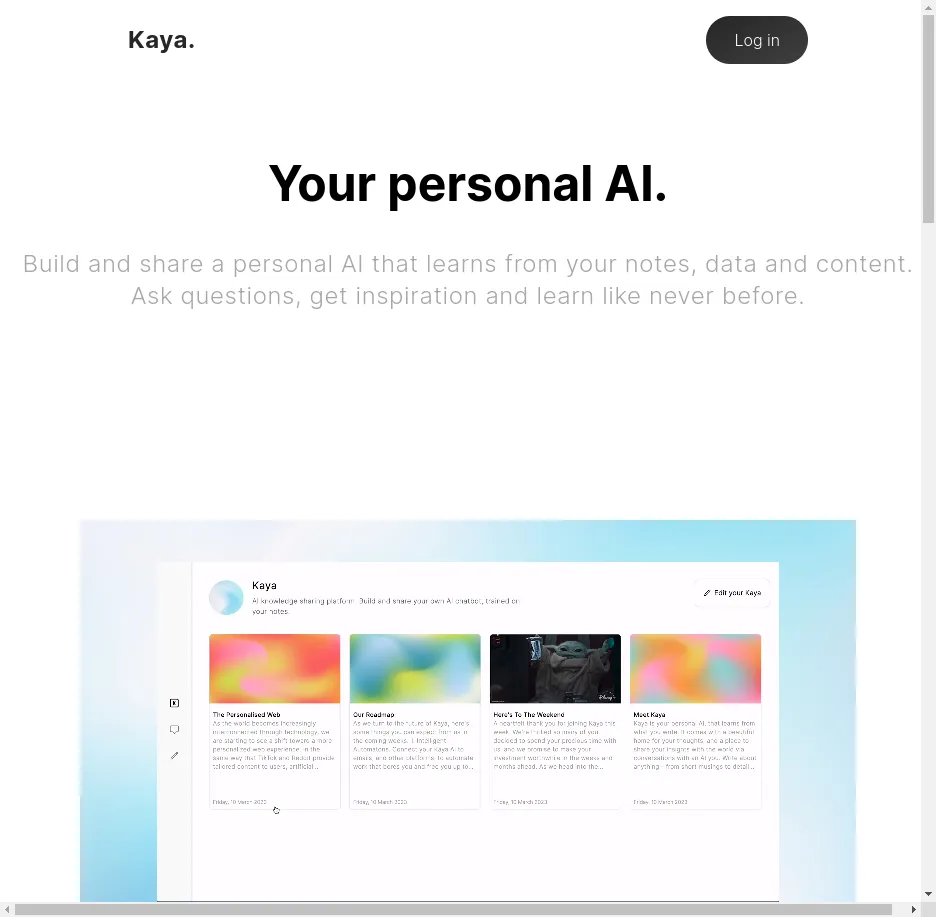 Kaya.
Log in
Your personal AI.
Build and share a personal AI that learns from your notes, data and content.
Ask questions, get inspiration and learn like never before.
Kaya
AI knowledge sharing platform. Build and share your own AI chatbot, trained on
your notes.
Edit your Kaya
The Personalised Web
As the world becomes increasingly
interconnected through technology, we
are starting to see a shift toward a more
personalized web experience. In the
same way that TikTok and Reddit provide
tailored content to users, artificial...
Friday, 10 March 2023
Our Roadmap
As we turn to the future of Kaya, here's
some things you can expect from us in
the coming weeks. 1. Intelligent
Automatons. Connect your Kaya AI to
emails, and other platforms, to automate
work that bores you and free you up to...
Friday, 10 March 2023
Disney+
Here's To The Weekend
A heartfelt thank you for joining Kaya this
week. We're thrilled so many of you
decided to spend your precious time with
us, and we promise to make your
investment worthwhile in the weeks and
months ahead. As we head into the...
Friday, 10 March 2023
Meet Kaya
Kaya is your personal AI, that learns from
what you write. It comes with a beautiful
home for your thoughts, and a place to
share your insights with the world via
conversations with an AI you. Write about
anything - from short musings to detail...
Friday, 10 March 2023